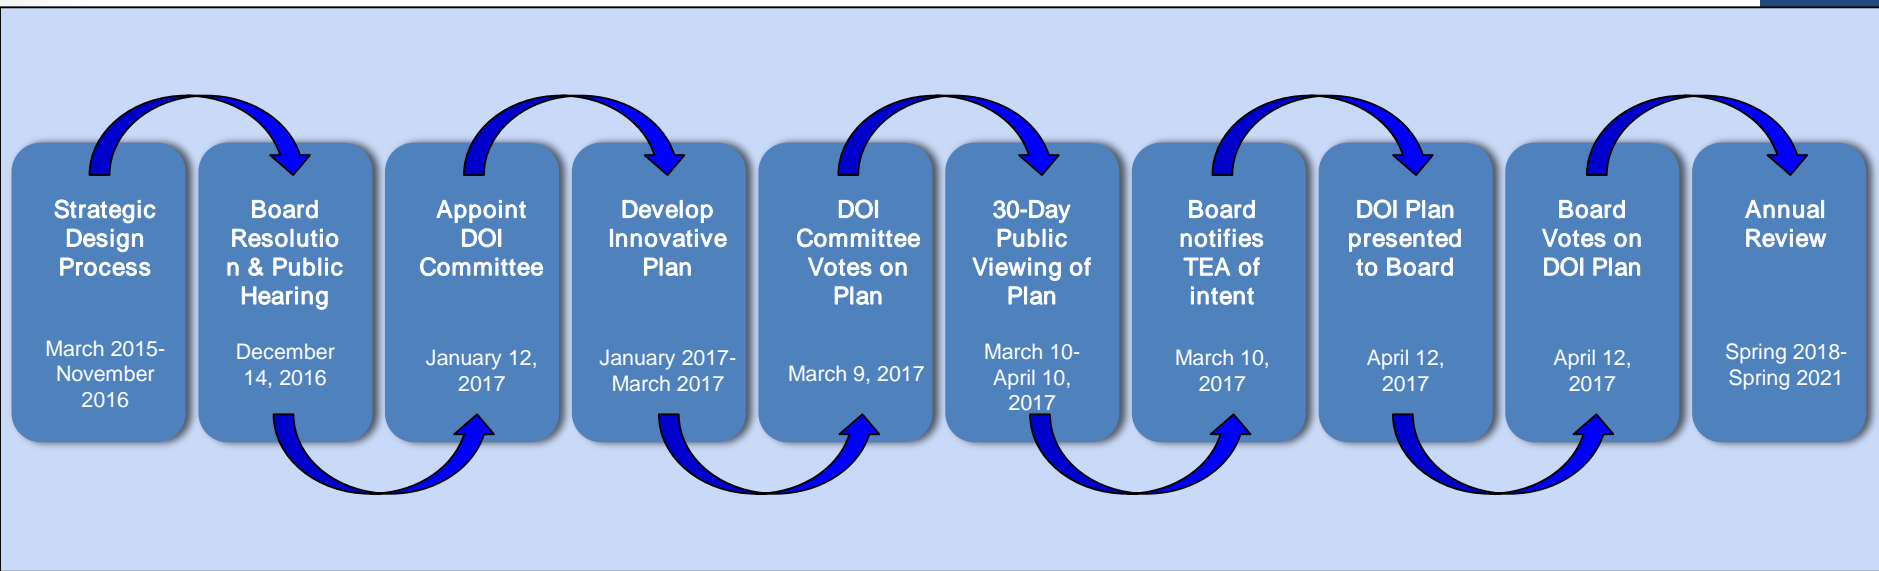 Strategic
Design
Process
March 2015-
November
2016
Board
Resolutio
n & Public
Hearing
December
14, 2016
Appoint
DOI
Committee
January 12,
2017
Develop
Innovative
Plan
January 2017-
March 2017
DOI
Committee
Votes on
Plan
March 9, 2017
30-Day
Public
Viewing of
Plan
March 10-
April 10,
2017
Board
notifies
TEA of
intent
March 10,
2017
DOI Plan
presented
to Board
April 12,
2017
Board
Votes on
DOI Plan
April 12,
2017
Annual
Review
Spring 2018-
Spring 2021